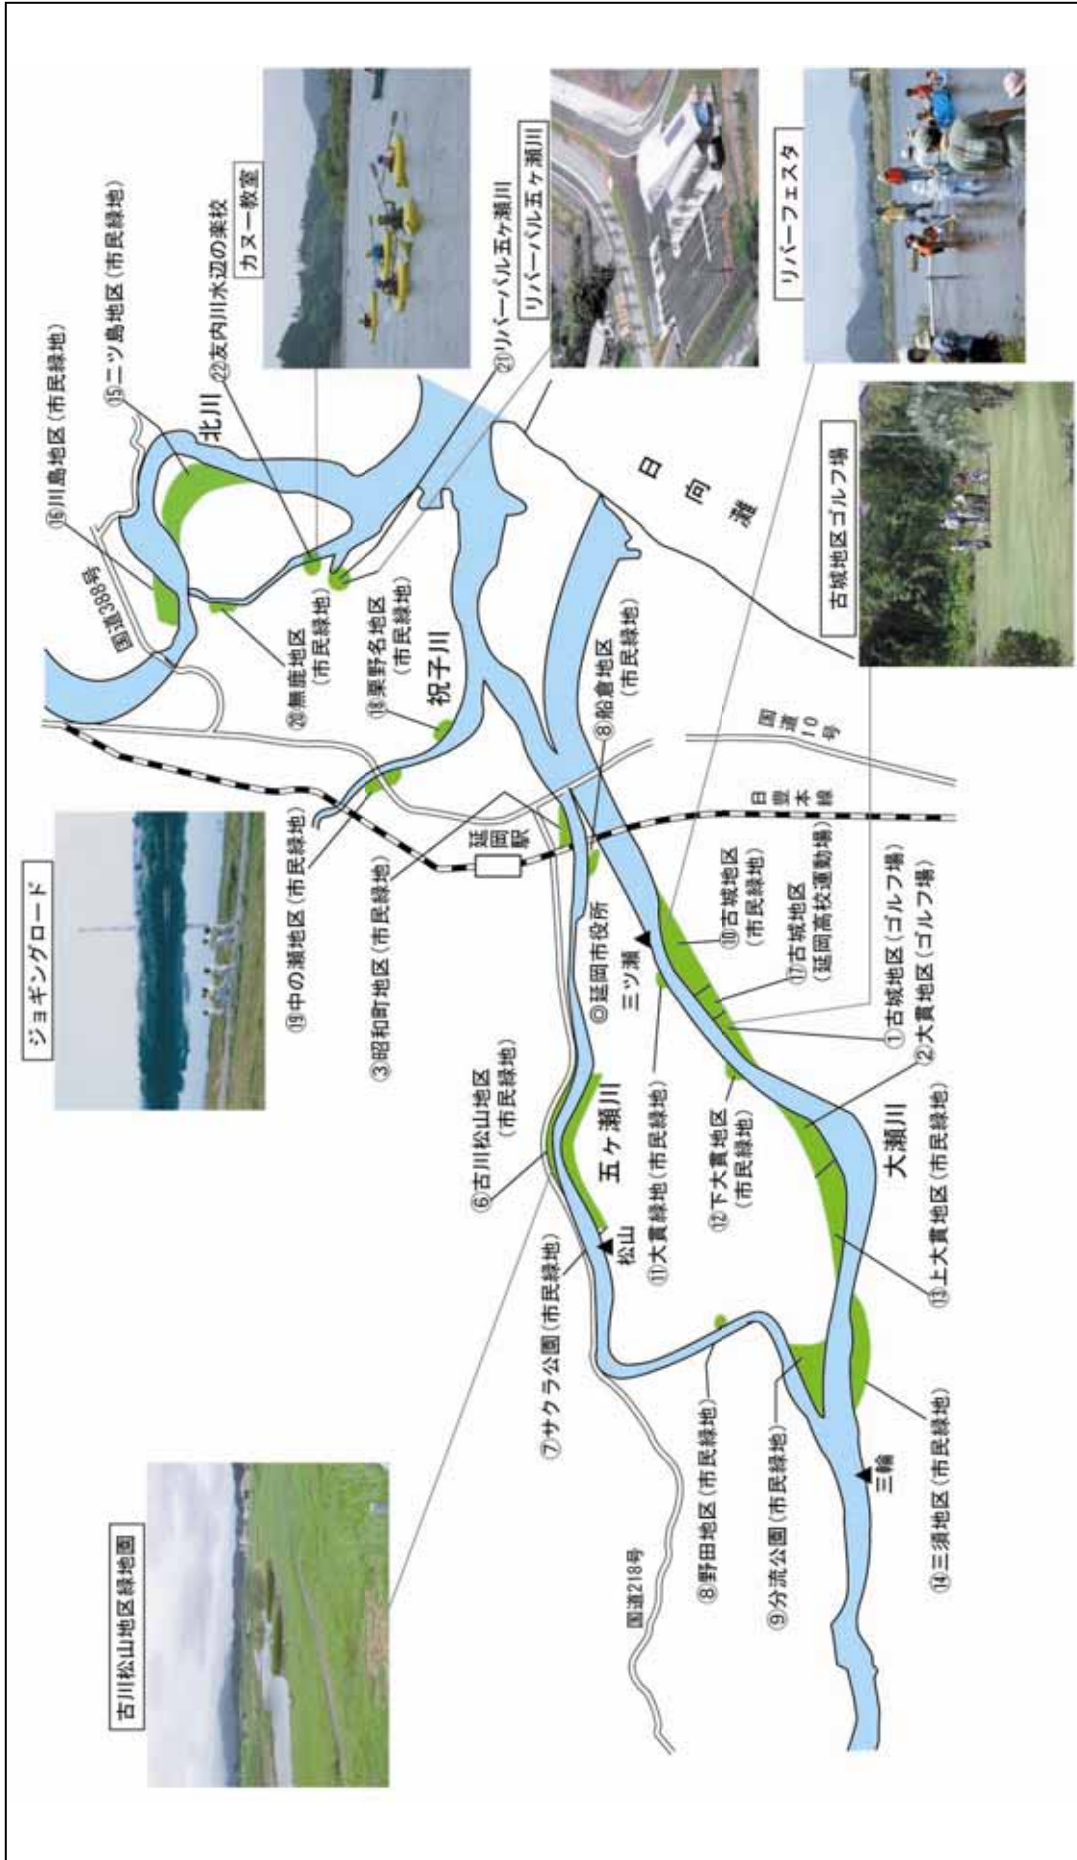 古川松山地区緑地園
ジョギングロード
カヌー教室
リバーパル五ヶ瀬川
リバーフェスタ
古城地区ゴルフ場
⑯川島地区(市民緑地)
⑮二ツ島地区(市民緑地)
北川
㉒友内川水辺の楽校
㉑リバーパル五ヶ瀬川
国道388号
⑳無鹿地区
(市民緑地)
⑱粟野名地区
(市民緑地)
祝子川
⑲中の瀬地区(市民緑地)
③昭和町地区(市民緑地)
延岡駅
⑧船倉地区
(市民緑地)
日向灘
国道10号
日豊本線
⑥古川松山地区
(市民緑地)
⑦サクラ公園(市民緑地)
五ヶ瀬川
松山
◎延岡市役所
三ツ瀬
⑩古城地区
(市民緑地)
⑰古城地区
(延岡高校運動場)
①古城地区(ゴルフ場)
②大貫地区(ゴルフ場)
⑪大貫緑地(市民緑地)
⑫下大貫地区
(市民緑地)
大瀬川
⑬上大貫地区(市民緑地)
国道218号
⑧野田地区(市民緑地)
⑨分流公園(市民緑地)
三輪
⑭三須地区(市民緑地)